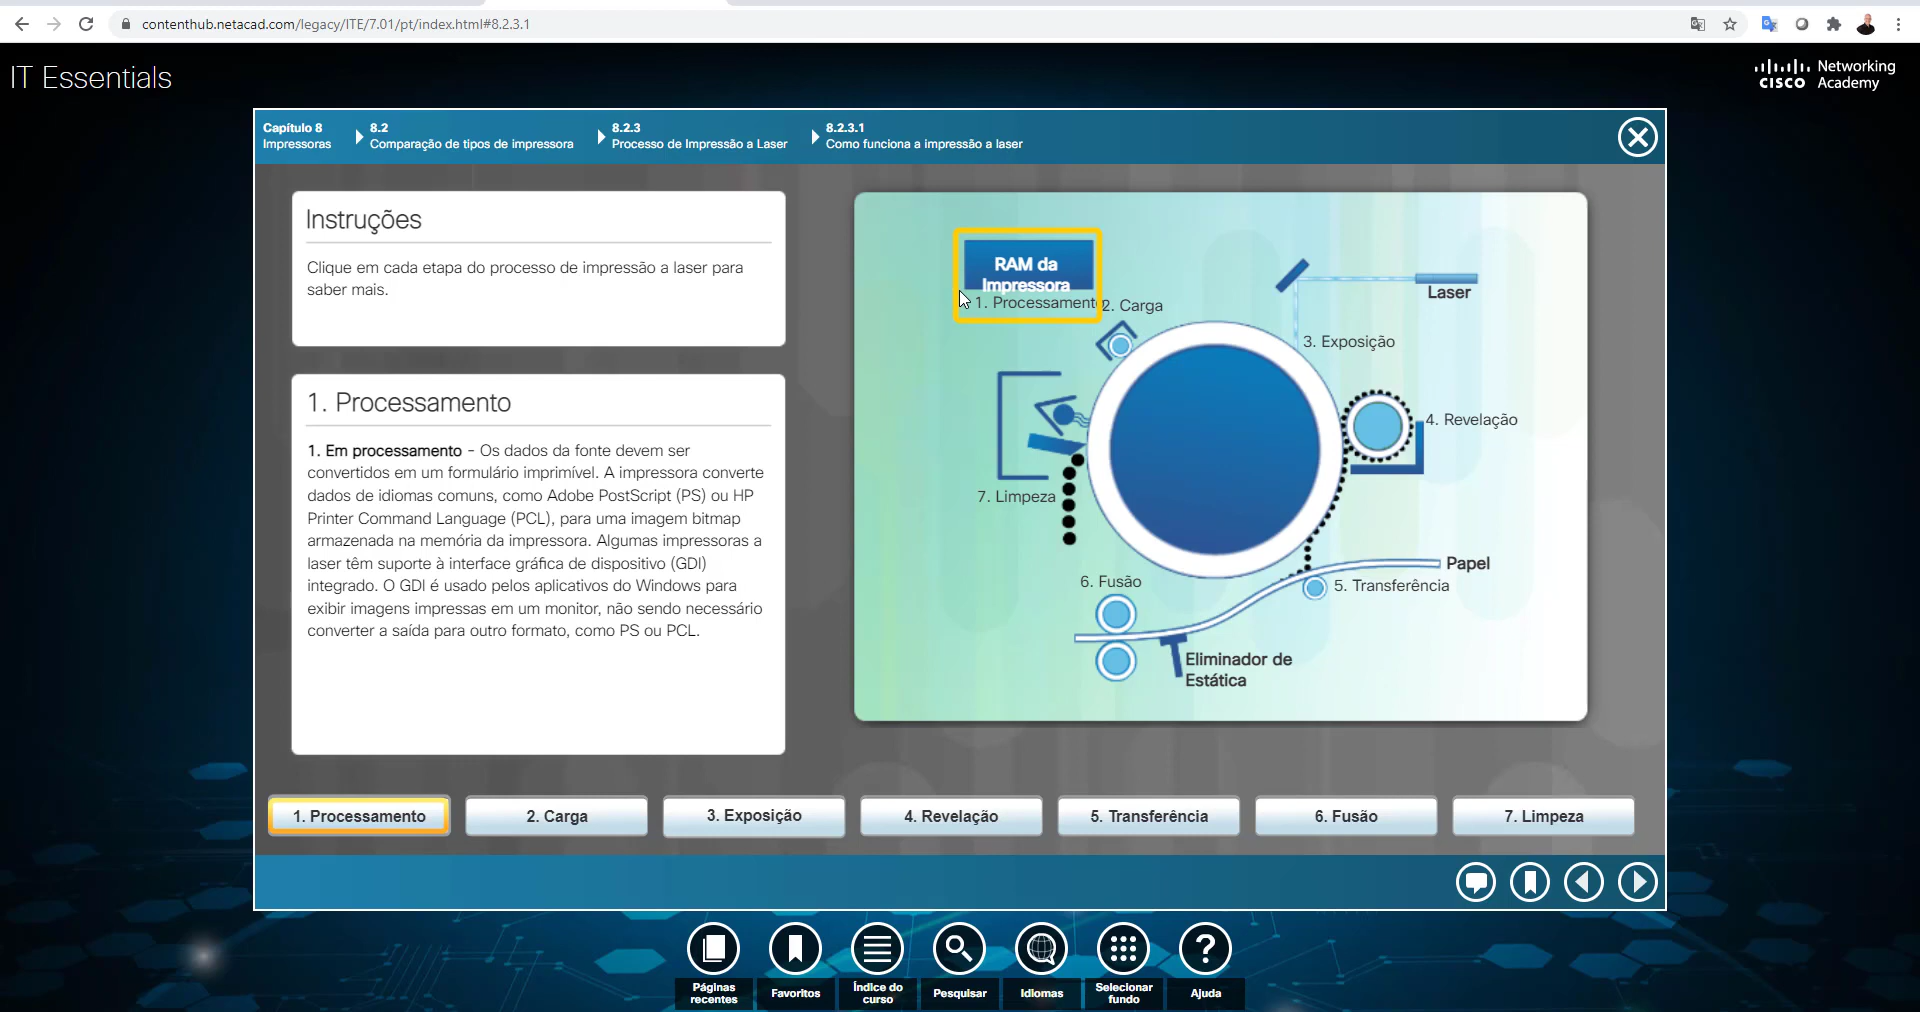 contenthub.netacad.com/legacy/ITE/7.01/pt/index.html#8.2.3.1
IT Essentials
CISCO
Networking
Academy
Capítulo 8
Impressoras
8.2
Comparação de tipos de impressora
8.2.3
Processo de Impressão a Laser
8.2.3.1
Como funciona a impressão a laser
Instruções
Clique em cada etapa do processo de impressão a laser para
saber mais.
1. Processamento
1. Em processamento - Os dados da fonte devem ser
convertidos em um formulário imprimível. A impressora converte
dados de idiomas comuns, como Adobe PostScript (PS) ou HP
Printer Command Language (PCL), para uma imagem bitmap
armazenada na memória da impressora. Algumas impressoras a
laser têm suporte à interface gráfica de dispositivo (GDI)
integrado. O GDI é usado pelos aplicativos do Windows para
exibir imagens impressas em um monitor, não sendo necessário
converter a saída para outro formato, como PS ou PCL.
RAM da
Impressora
1. Processamento
2. Carga
Laser
3. Exposição
4. Revelação
7. Limpeza
Papel
5. Transferência
6. Fusão
Eliminador de
Estática
1. Processamento
2. Carga
3. Exposição
4. Revelação
5. Transferência
6. Fusão
7. Limpeza
Páginas
recentes
Favoritos
Índice do
curso
Pesquisar
Idiomas
Selecionar
fundo
Ajuda